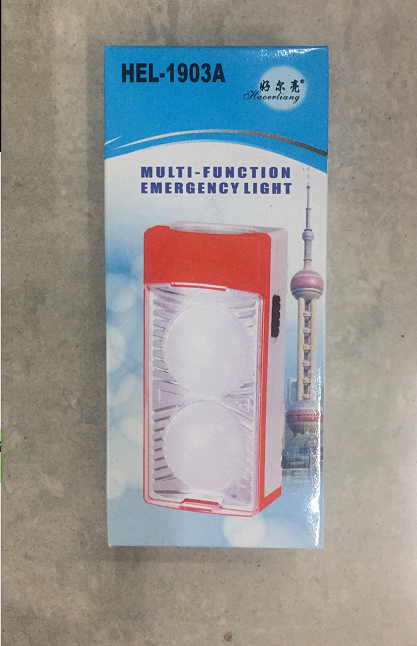 HEL-1903A
好尔亮®
Haoerliang
MULTI-FUNCTION
EMERGENCY LIGHT